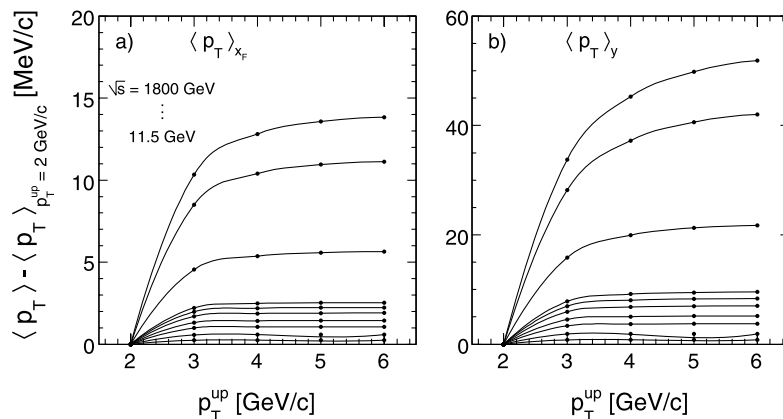 ⟨ p_T ⟩ - ⟨ p_T ⟩_{p_T^{up} = 2 GeV/c} [MeV/c]
a)
⟨ p_T ⟩_{x_F}
√s = 1800 GeV
⋮
11.5 GeV
20
15
10
5
0
2 3 4 5 6
p_T^{up} [GeV/c]
b)
⟨ p_T ⟩_y
60
40
20
0
2 3 4 5 6
p_T^{up} [GeV/c]